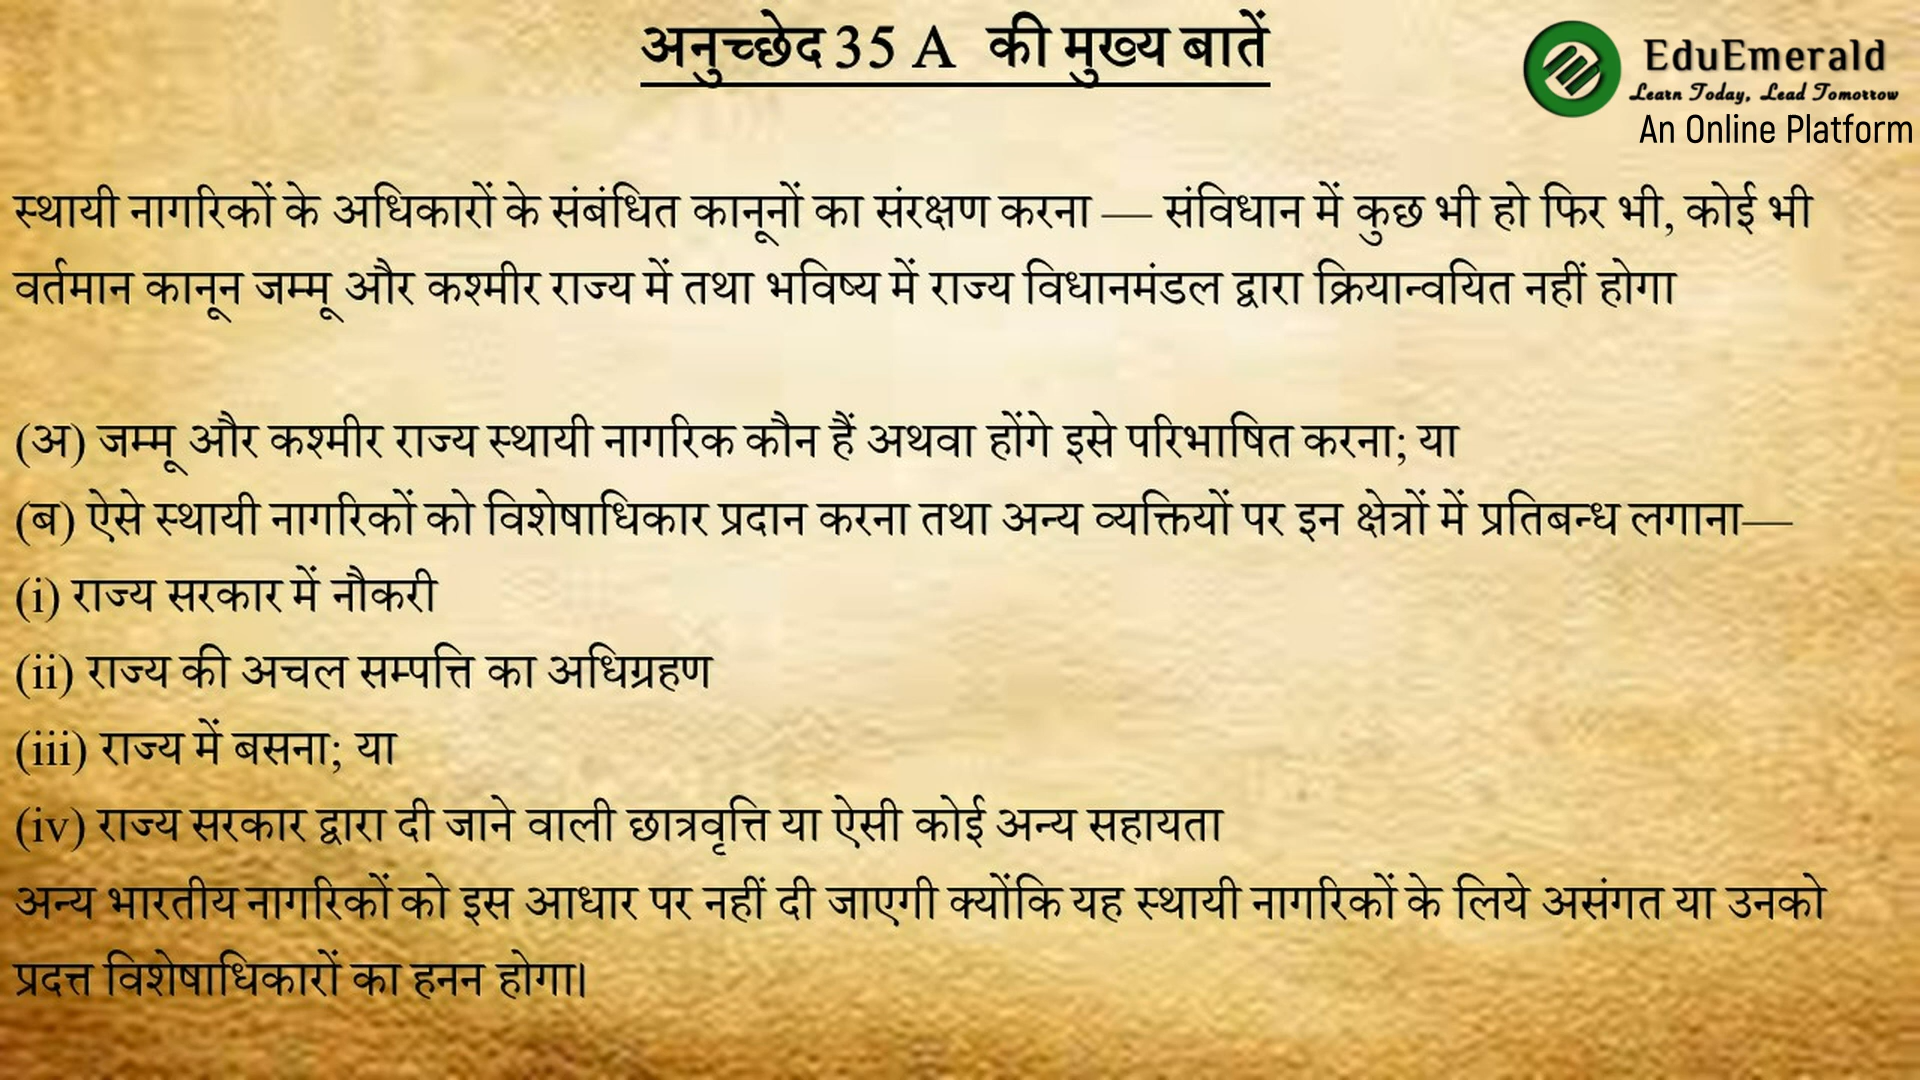 अनुच्छेद 35 A की मुख्य बातें
EduEmerald
Learn Today, Lead Tomorrow
An Online Platform
स्थायी नागरिकों के अधिकारों के संबंधित कानूनों का संरक्षण करना — संविधान में कुछ भी हो फिर भी, कोई भी
वर्तमान कानून जम्मू और कश्मीर राज्य में तथा भविष्य में राज्य विधानमंडल द्वारा क्रियान्वयित नहीं होगा
(अ) जम्मू और कश्मीर राज्य स्थायी नागरिक कौन हैं अथवा होंगे इसे परिभाषित करना; या
(ब) ऐसे स्थायी नागरिकों को विशेषाधिकार प्रदान करना तथा अन्य व्यक्तियों पर इन क्षेत्रों में प्रतिबन्ध लगाना—
(i) राज्य सरकार में नौकरी
(ii) राज्य की अचल सम्पत्ति का अधिग्रहण
(iii) राज्य में बसना; या
(iv) राज्य सरकार द्वारा दी जाने वाली छात्रवृत्ति या ऐसी कोई अन्य सहायता
अन्य भारतीय नागरिकों को इस आधार पर नहीं दी जाएगी क्योंकि यह स्थायी नागरिकों के लिये असंगत या उनको
प्रदत्त विशेषाधिकारों का हनन होगा।